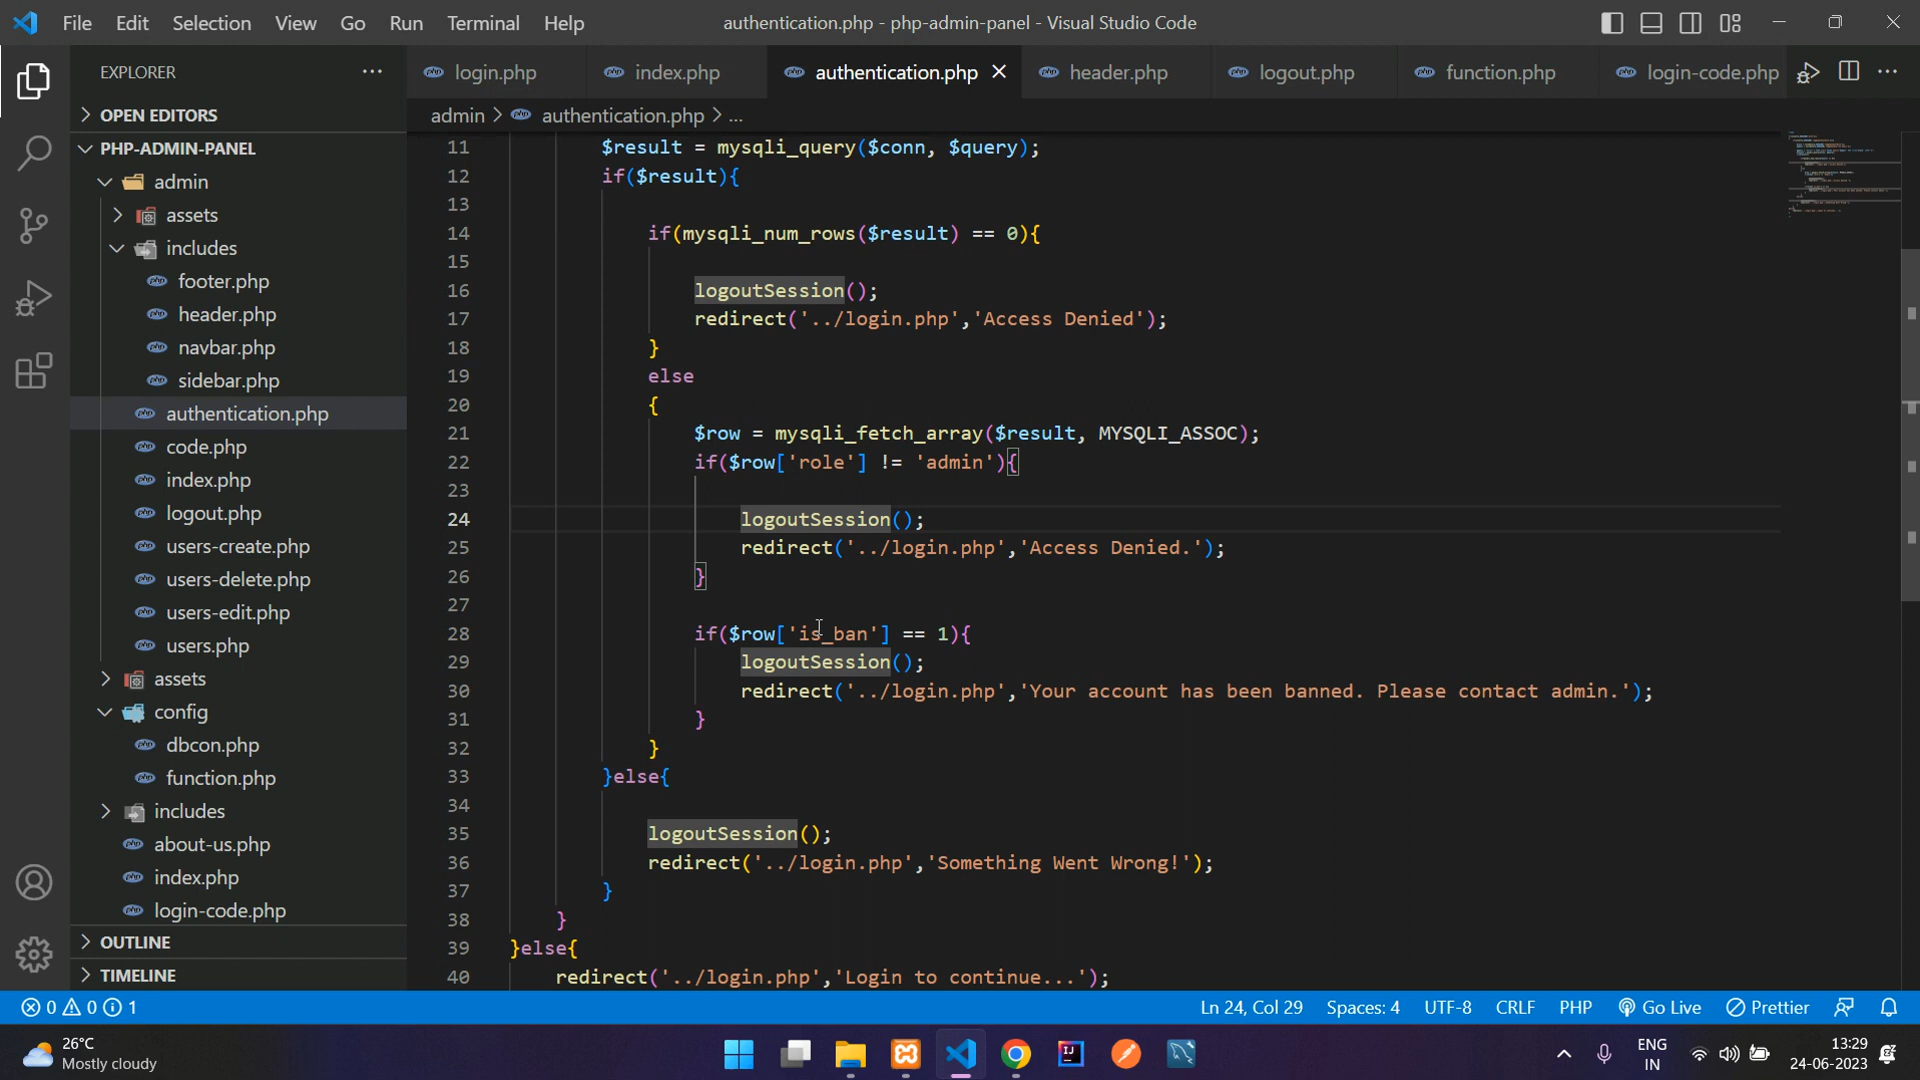 File Edit Selection View Go Run Terminal Help authentication.php - php-admin-panel - Visual Studio Code
EXPLORER
OPEN EDITORS
PHP-ADMIN-PANEL
admin
assets
includes
footer.php
header.php
navbar.php
sidebar.php
authentication.php
code.php
index.php
logout.php
users-create.php
users-delete.php
users-edit.php
users.php
assets
config
dbcon.php
function.php
includes
about-us.php
index.php
login-code.php
OUTLINE
TIMELINE
login.php index.php authentication.php header.php logout.php function.php login-code.php
admin > authentication.php > ...
11 $result = mysqli_query($conn, $query);
12 if($result){
13
14 if(mysqli_num_rows($result) == 0){
15
16 logoutSession();
17 redirect('../login.php','Access Denied');
18 }
19 else
20 {
21 $row = mysqli_fetch_array($result, MYSQLI_ASSOC);
22 if($row['role'] != 'admin'){
23
24 logoutSession();
25 redirect('../login.php','Access Denied.');
26 }
27
28 if($row['is_ban'] == 1){
29 logoutSession();
30 redirect('../login.php','Your account has been banned. Please contact admin.');
31 }
32 }
33 }else{
34
35 logoutSession();
36 redirect('../login.php','Something Went Wrong!');
37 }
38 }
39 }else{
40 redirect('../login.php','Login to continue...');
0 0 1 Ln 24, Col 29 Spaces: 4 UTF-8 CRLF PHP Go Live Prettier
26°C
Mostly cloudy
ENG
IN
13:29
24-06-2023